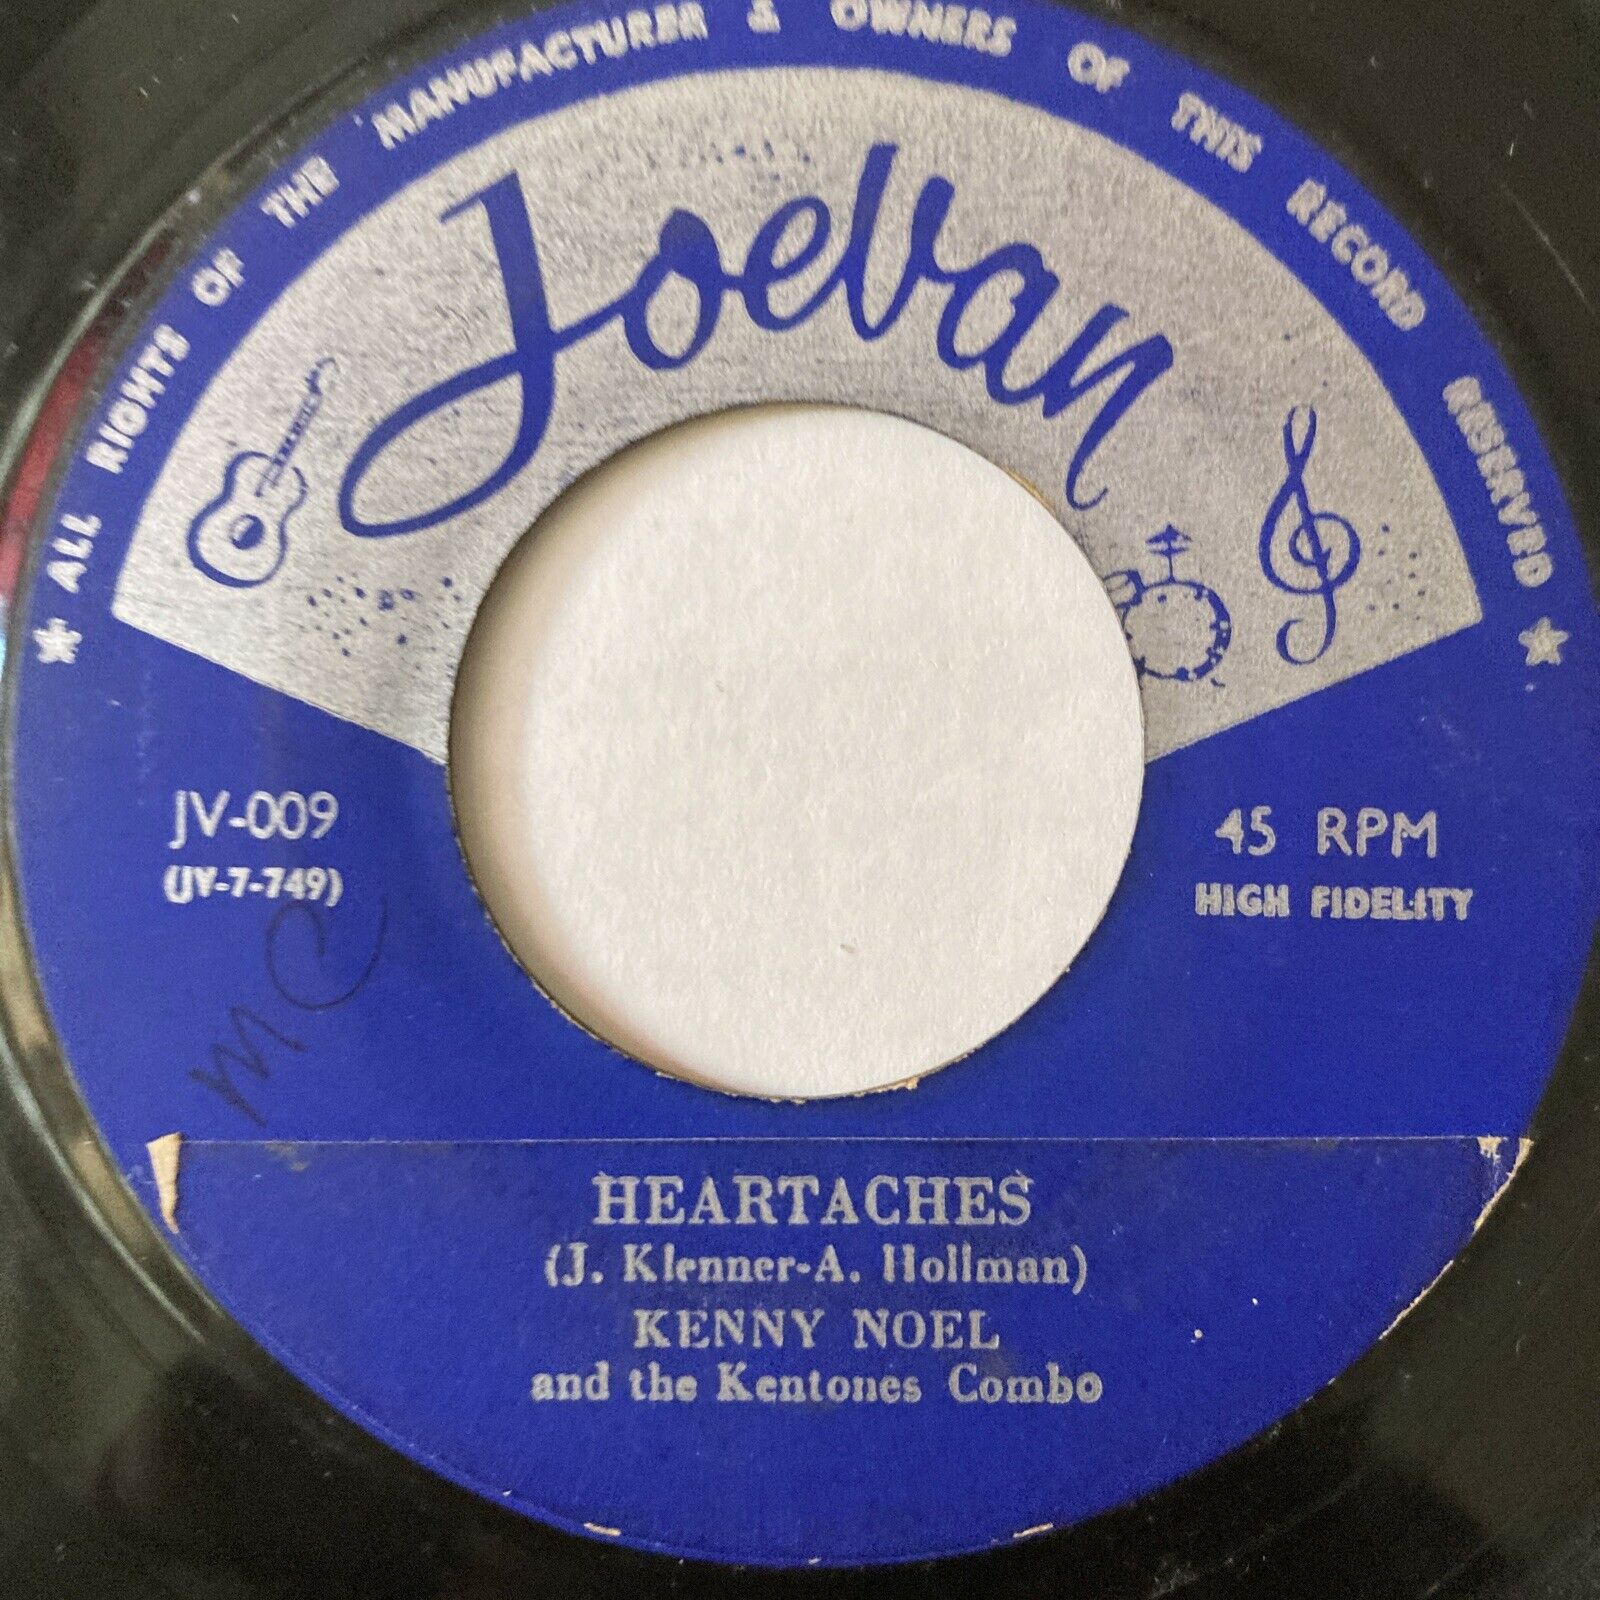 ★ ALL RIGHTS OF THE MANUFACTURER & OWNERS OF THIS RECORD RESERVED ★
Joevan
JV-009
(JV-7-749)
45 RPM
HIGH FIDELITY
MC
HEARTACHES
(J. Klenner-A. Hollman)
KENNY NOEL
and the Kentones Combo